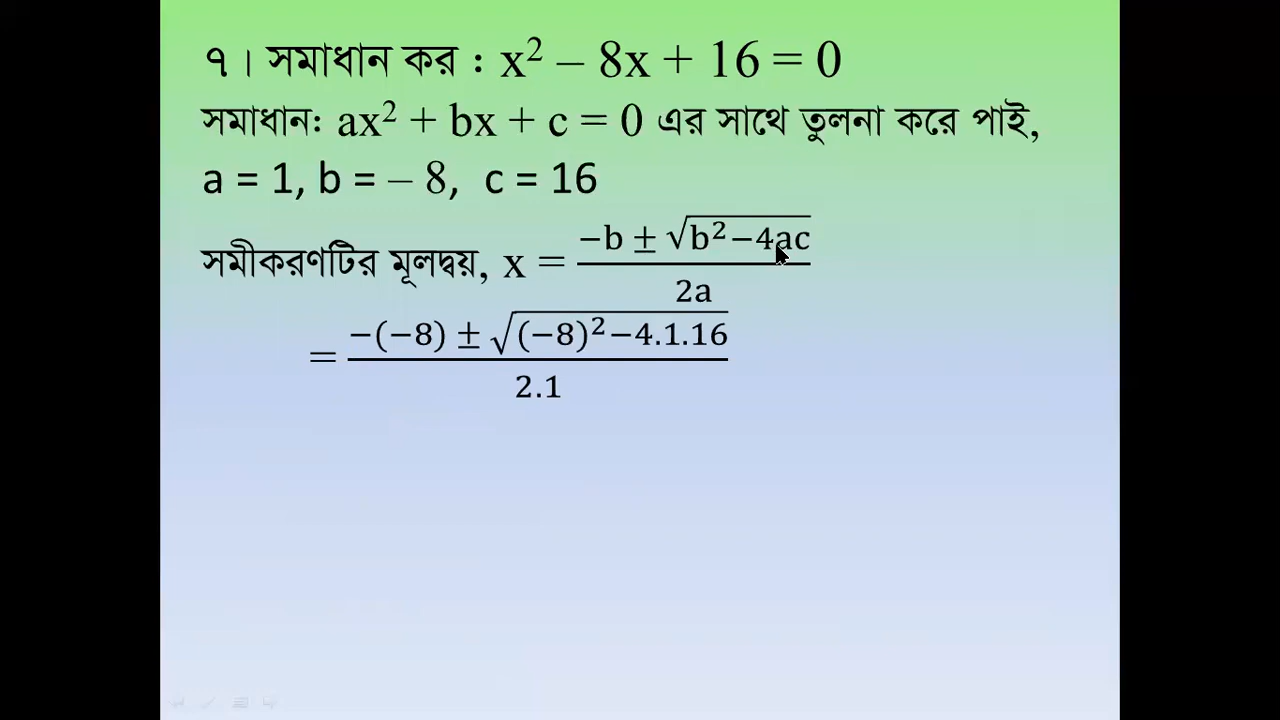 ৭। সমাধান কর : x² – 8x + 16 = 0
সমাধানঃ ax² + bx + c = 0 এর সাথে তুলনা করে পাই,
a = 1, b = – 8, c = 16
সমীকরণটির মূলদ্বয়, x = (−b ± √(b²−4ac)) / 2a
= (−(−8) ± √((−8)²−4.1.16)) / 2.1